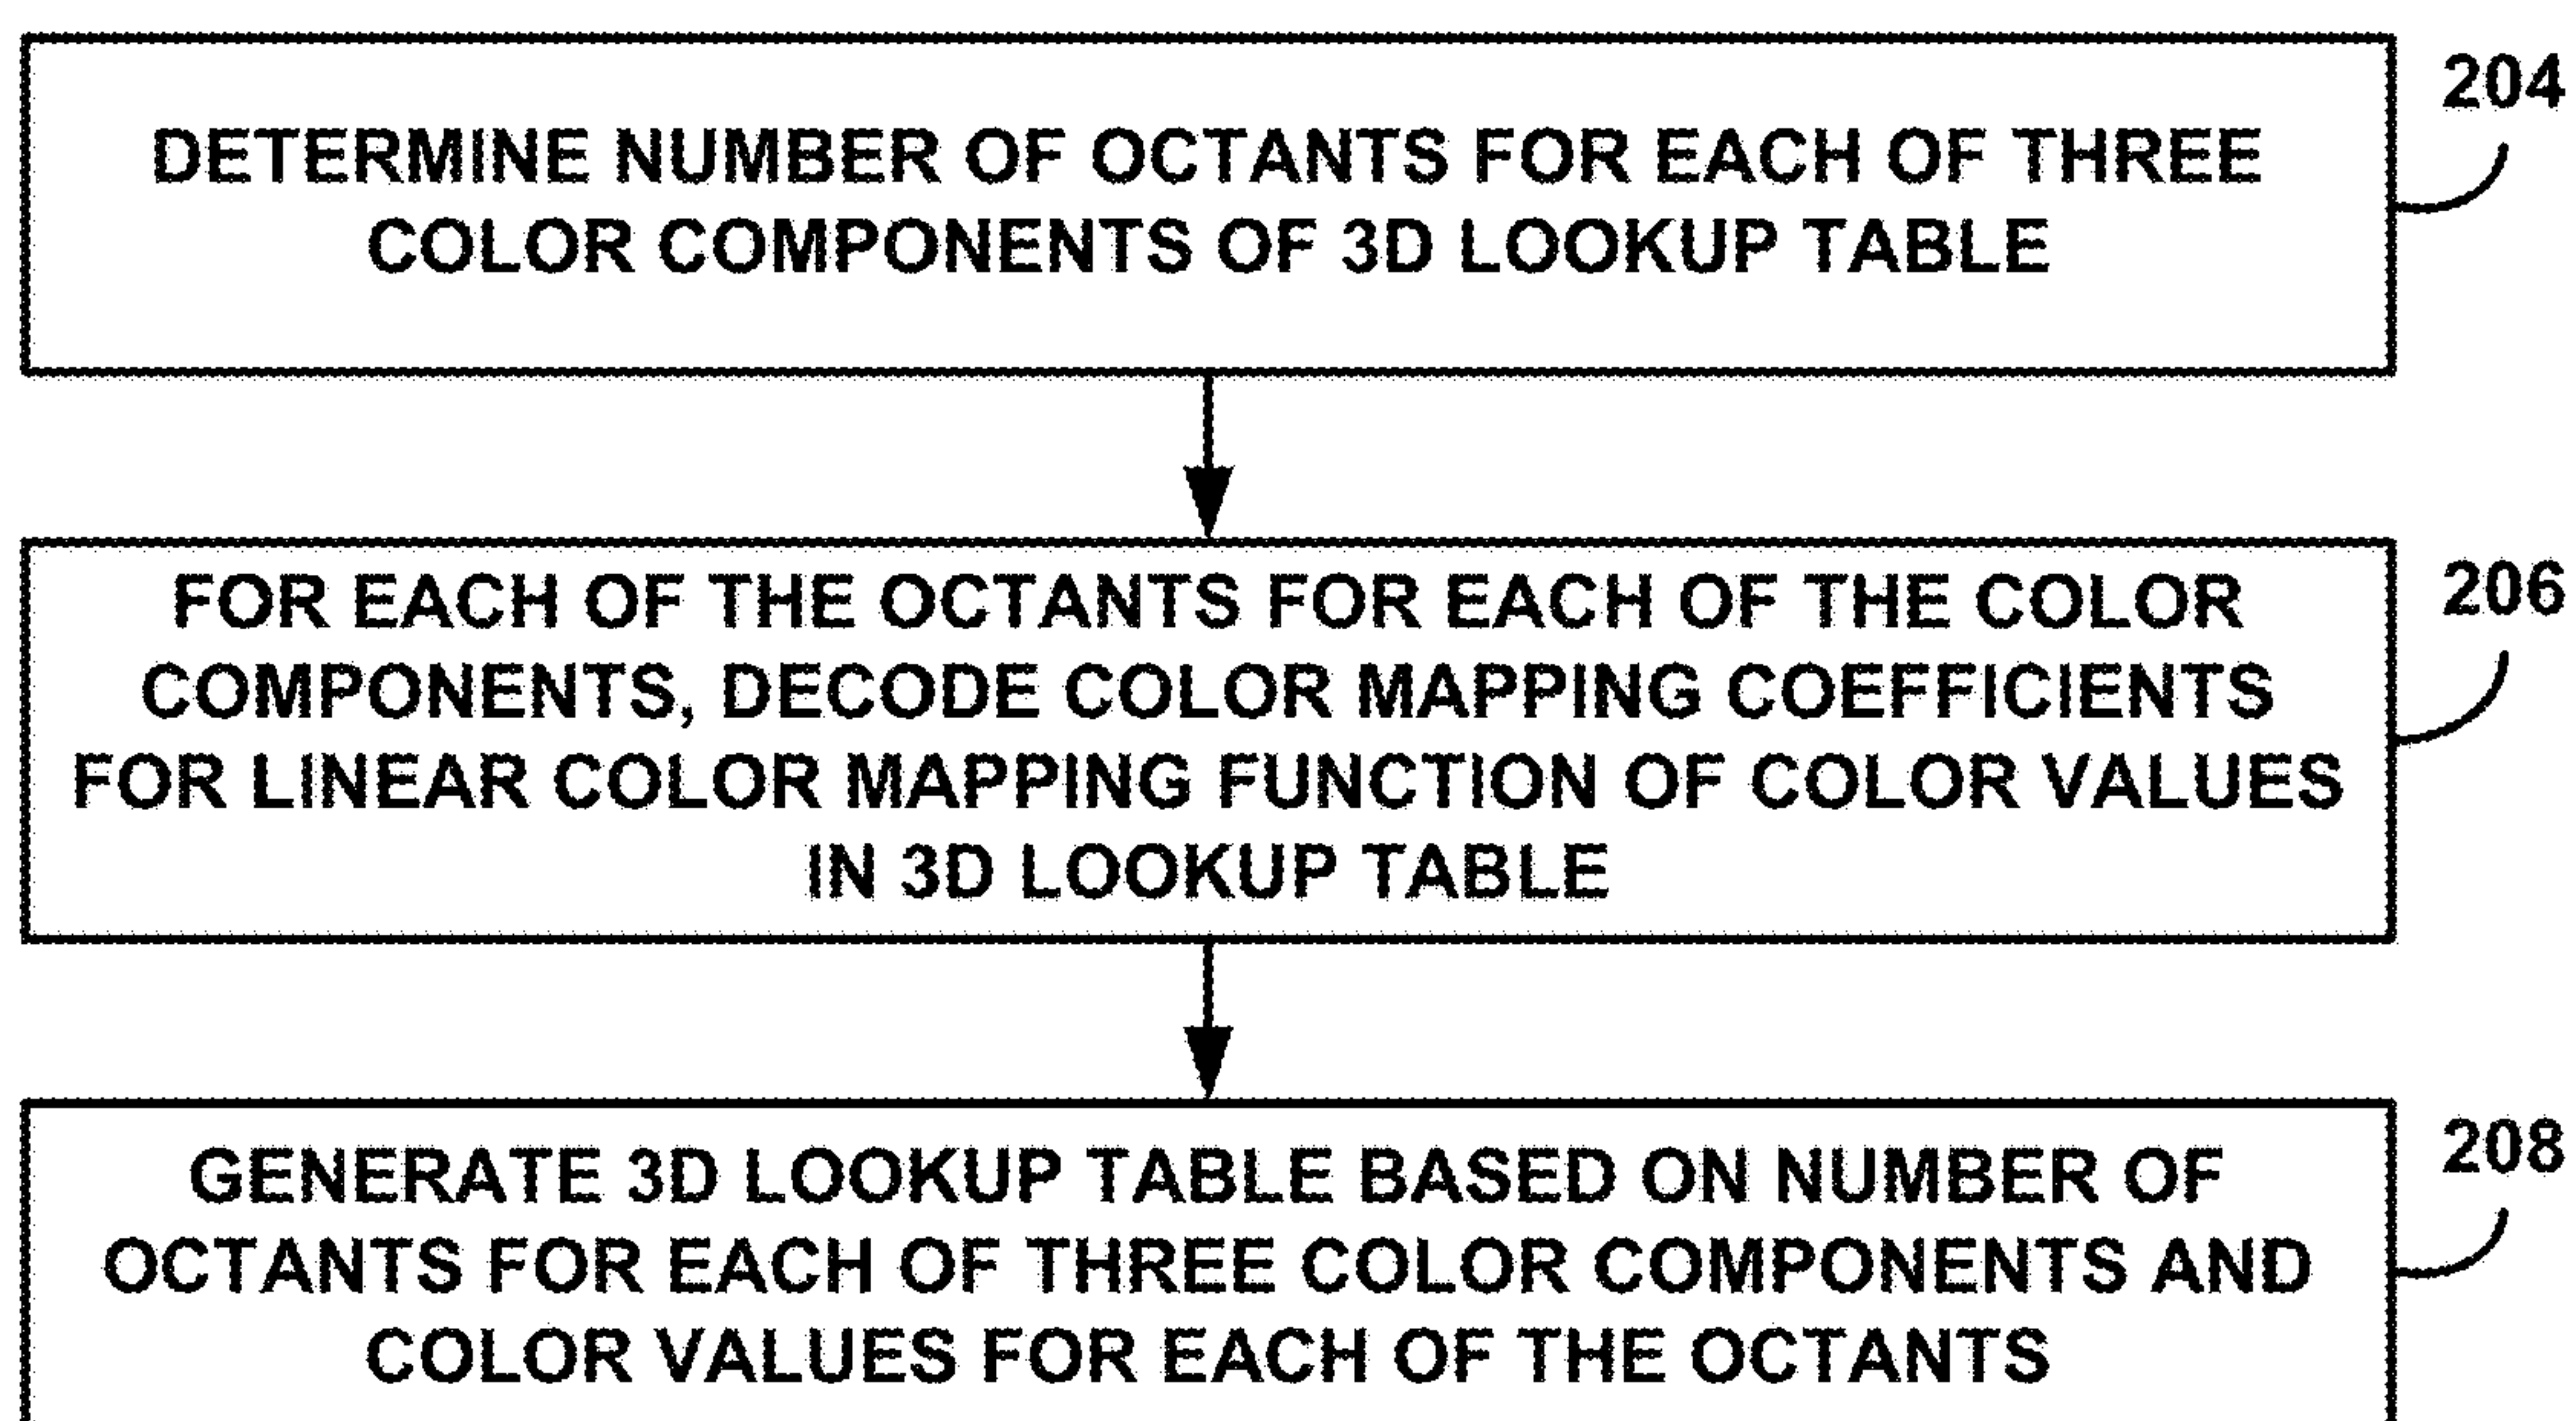 204
DETERMINE NUMBER OF OCTANTS FOR EACH OF THREE
COLOR COMPONENTS OF 3D LOOKUP TABLE
206
FOR EACH OF THE OCTANTS FOR EACH OF THE COLOR
COMPONENTS, DECODE COLOR MAPPING COEFFICIENTS
FOR LINEAR COLOR MAPPING FUNCTION OF COLOR VALUES
IN 3D LOOKUP TABLE
208
GENERATE 3D LOOKUP TABLE BASED ON NUMBER OF
OCTANTS FOR EACH OF THREE COLOR COMPONENTS AND
COLOR VALUES FOR EACH OF THE OCTANTS